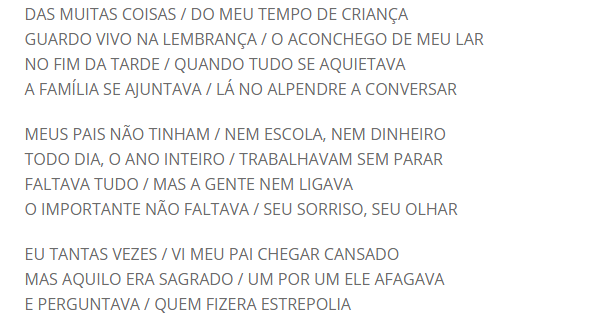 DAS MUITAS COISAS / DO MEU TEMPO DE CRIANÇA
GUARDO VIVO NA LEMBRANÇA / O ACONCHEGO DE MEU LAR
NO FIM DA TARDE / QUANDO TUDO SE AQUIETAVA
A FAMÍLIA SE AJUNTAVA / LÁ NO ALPENDRE A CONVERSAR
MEUS PAIS NÃO TINHAM / NEM ESCOLA, NEM DINHEIRO
TODO DIA, O ANO INTEIRO / TRABALHAVAM SEM PARAR
FALTAVA TUDO / MAS A GENTE NEM LIGAVA
O IMPORTANTE NÃO FALTAVA / SEU SORRISO, SEU OLHAR
EU TANTAS VEZES / VI MEU PAI CHEGAR CANSADO
MAS AQUILO ERA SAGRADO / UM POR UM ELE AFAGAVA
E PERGUNTAVA / QUEM FIZERA ESTREPOLIA